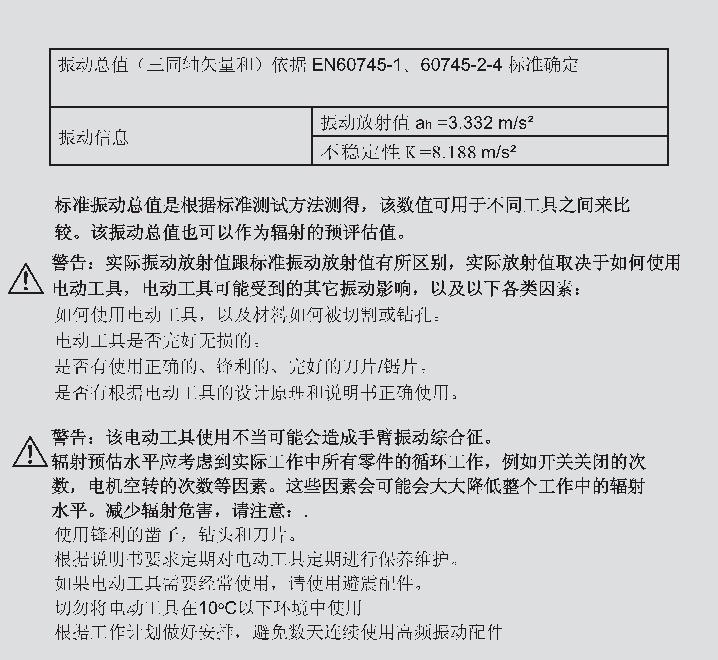 振动总值（三同轴矢量和）依据 EN60745-1、60745-2-4 标准确定
振动信息
振动放射值 ah =3.332 m/s²
不稳定性 K =8.188 m/s²
标准振动总值是根据标准测试方法测得，该数值可用于不同工具之间来比
较。该振动总值也可以作为辐射的预评估值。
警告：实际振动放射值跟标准振动放射值有所区别，实际放射值取决于如何使用
电动工具，电动工具可能受到的其它振动影响，以及以下各类因素：
如何使用电动工具，以及材料如何被切割或钻孔。
电动工具是否完好无损的。
是否有使用正确的、锋利的、完好的刀片/锯片。
是否有根据电动工具的设计原理和说明书正确使用。
警告：该电动工具使用不当可能会造成手臂振动综合征。
辐射预估水平应考虑到实际工作中所有零件的循环工作，例如开关关闭的次
数，电机空转的次数等因素。这些因素会可能会大大降低整个工作中的辐射
水平。减少辐射危害，请注意：.
使用锋利的凿子，钻头和刀片。
根据说明书要求定期对电动工具定期进行保养维护。
如果电动工具需要经常使用，请使用避震配件。
切勿将电动工具在10ºC以下环境中使用
根据工作计划做好安排，避免数天连续使用高频振动配件